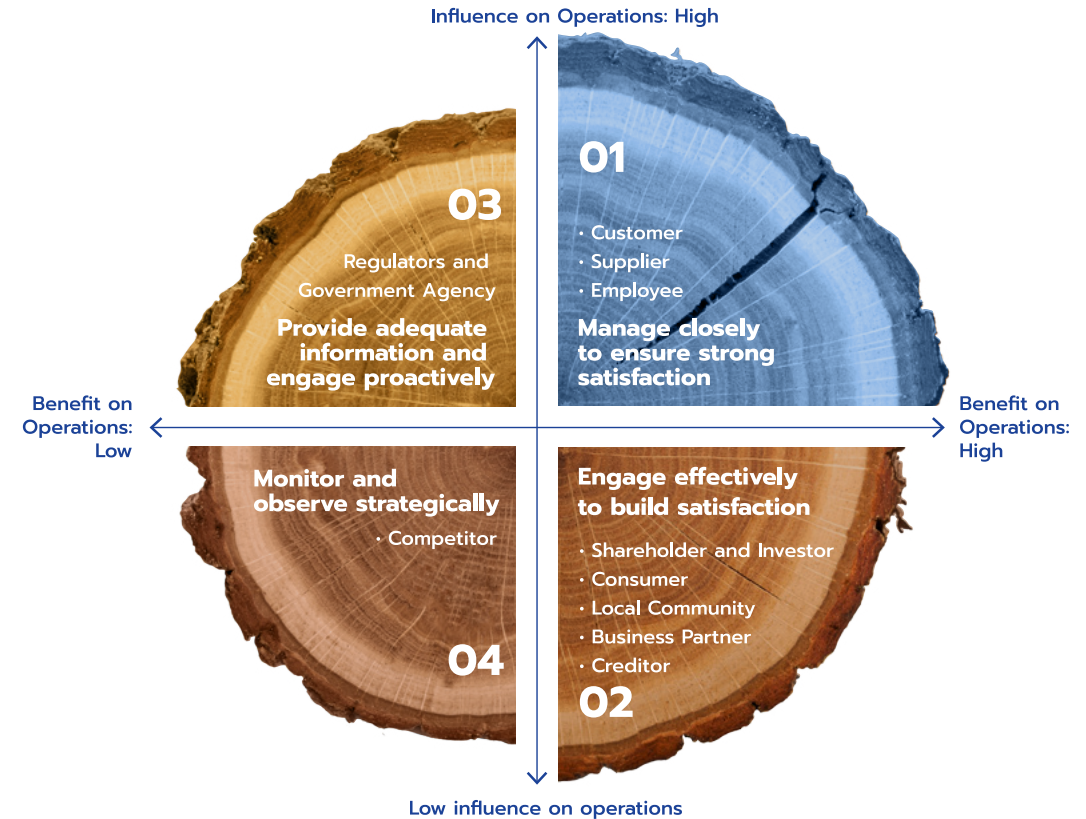 Influence on Operations: High
01
• Customer
• Supplier
• Employee
Manage closely
to ensure strong
satisfaction
03
Regulators and
Government Agency
Provide adequate
information and
engage proactively
Benefit on
Operations:
Low
Benefit on
Operations:
High
Monitor and
observe strategically
• Competitor
04
Engage effectively
to build satisfaction
• Shareholder and Investor
• Consumer
• Local Community
• Business Partner
• Creditor
02
Low influence on operations